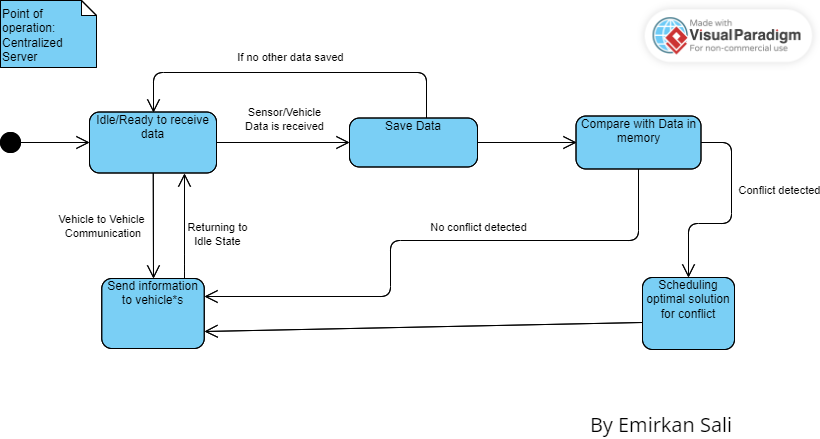 Point of
operation:
Centralized
Server
Made with
VisualParadigm
For non-commercial use
If no other data saved
Idle/Ready to receive
data
Sensor/Vehicle
Data is received
Save Data
Compare with Data in
memory
Conflict detected
Vehicle to Vehicle
Communication
Returning to
Idle State
No conflict detected
Send information
to vehicle*s
Scheduling
optimal solution
for conflict
By Emirkan Sali